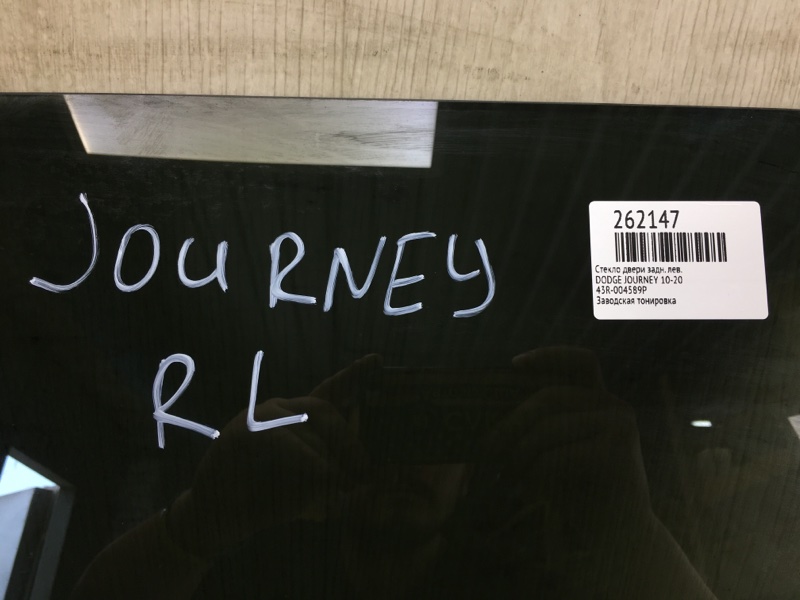 JOURNEY
RL
262147
Стекло двери задн. лев.
DODGE JOURNEY 10-20
43R-004589P
Заводская тонировка